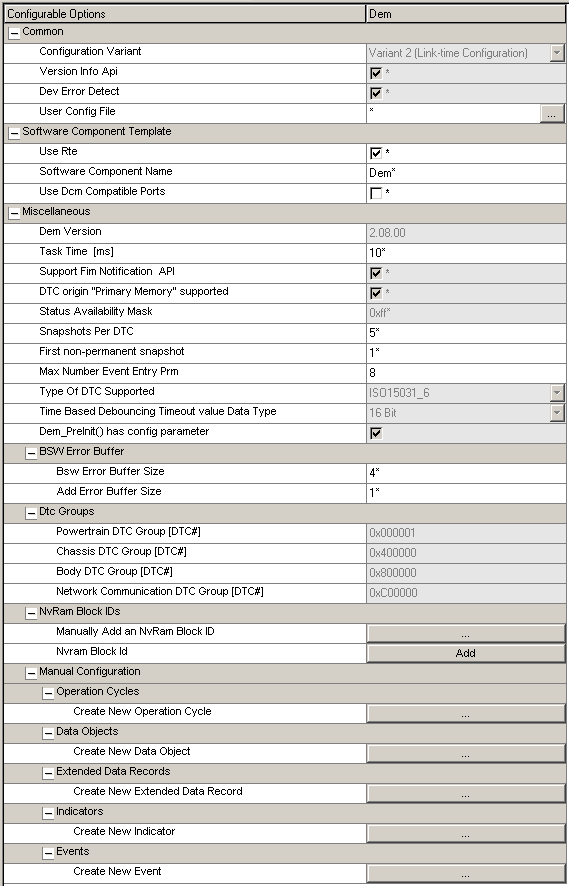 Configurable Options Dem
Common
Configuration Variant Variant 2 (Link-time Configuration)
Version Info Api *
Dev Error Detect *
User Config File * ...
Software Component Template
Use Rte *
Software Component Name Dem*
Use Dcm Compatible Ports *
Miscellaneous
Dem Version 2.08.00
Task Time [ms] 10*
Support Fim Notification API *
DTC origin "Primary Memory" supported *
Status Availability Mask 0xff*
Snapshots Per DTC 5*
First non-permanent snapshot 1*
Max Number Event Entry Prm 8
Type Of DTC Supported ISO15031_6
Time Based Debouncing Timeout value Data Type 16 Bit
Dem_PreInit() has config parameter
BSW Error Buffer
Bsw Error Buffer Size 4*
Add Error Buffer Size 1*
Dtc Groups
Powertrain DTC Group [DTC#] 0x000001
Chassis DTC Group [DTC#] 0x400000
Body DTC Group [DTC#] 0x800000
Network Communication DTC Group [DTC#] 0xC00000
NvRam Block IDs
Manually Add an NvRam Block ID ...
Nvram Block Id Add
Manual Configuration
Operation Cycles
Create New Operation Cycle ...
Data Objects
Create New Data Object ...
Extended Data Records
Create New Extended Data Record ...
Indicators
Create New Indicator ...
Events
Create New Event ...